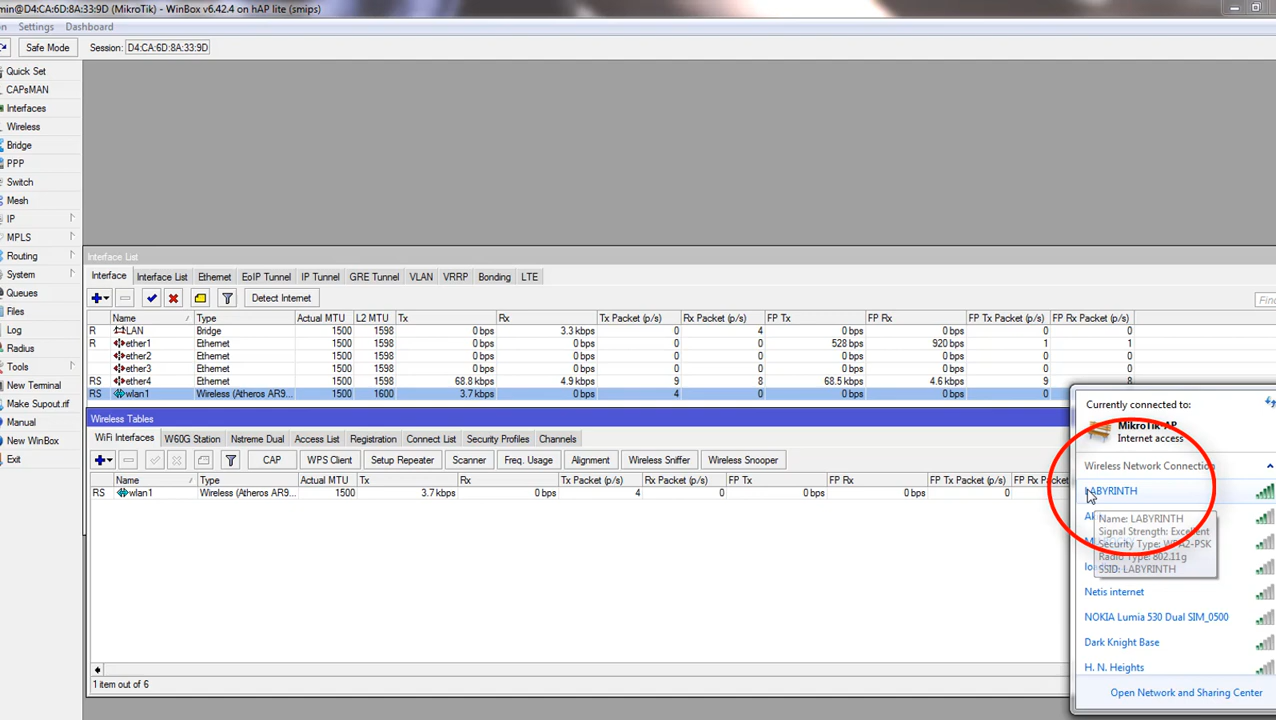 min@D4:CA:6D:8A:33:9D (MikroTik) - WinBox v6.42.4 on hAP lite (smips)
Settings Dashboard
Safe Mode Session: D4:CA:6D:8A:33:9D
Quick Set
CAPsMAN
Interfaces
Wireless
Bridge
PPP
Switch
Mesh
IP
MPLS
Routing
System
Queues
Files
Log
Radius
Tools
New Terminal
Make Supout.rif
Manual
New WinBox
Exit
Interface List
Interface Interface List Ethernet EoIP Tunnel IP Tunnel GRE Tunnel VLAN VRRP Bonding LTE
Detect Internet Find
Name Type Actual MTU L2 MTU Tx Rx Tx Packet (p/s) Rx Packet (p/s) FP Tx FP Rx FP Tx Packet (p/s) FP Rx Packet (p/s)
R LAN Bridge 1500 1598 0 bps 3.3 kbps 0 4 0 bps 0 bps 0 0
R ether1 Ethernet 1500 1598 0 bps 0 bps 0 0 528 bps 920 bps 1 1
ether2 Ethernet 1500 1598 0 bps 0 bps 0 0 0 bps 0 bps 0 0
ether3 Ethernet 1500 1598 0 bps 0 bps 0 0 0 bps 0 bps 0 0
RS ether4 Ethernet 1500 1598 68.8 kbps 4.9 kbps 9 8 68.5 kbps 4.6 kbps 9 8
RS wlan1 Wireless (Atheros AR9... 1500 1600 3.7 kbps 0 bps 4 0 0 bps 0 bps 0
Wireless Tables
WiFi Interfaces W60G Station Nstreme Dual Access List Registration Connect List Security Profiles Channels
CAP WPS Client Setup Repeater Scanner Freq. Usage Alignment Wireless Sniffer Wireless Snooper
Name Type Actual MTU Tx Rx Tx Packet (p/s) Rx Packet (p/s) FP Tx FP Rx FP Tx Packet (p/s) FP Rx
RS wlan1 Wireless (Atheros AR9... 1500 3.7 kbps 0 bps 4 0 0 bps 0 bps 0
1 item out of 6
Currently connected to:
MikroTik-AP
Internet access
Wireless Network Connection
LABYRINTH
Name: LABYRINTH
Signal Strength: Excellent
Security Type: WPA2-PSK
Radio Type: 802.11g
SSID: LABYRINTH
Netis internet
NOKIA Lumia 530 Dual SIM_0500
Dark Knight Base
H. N. Heights
Open Network and Sharing Center